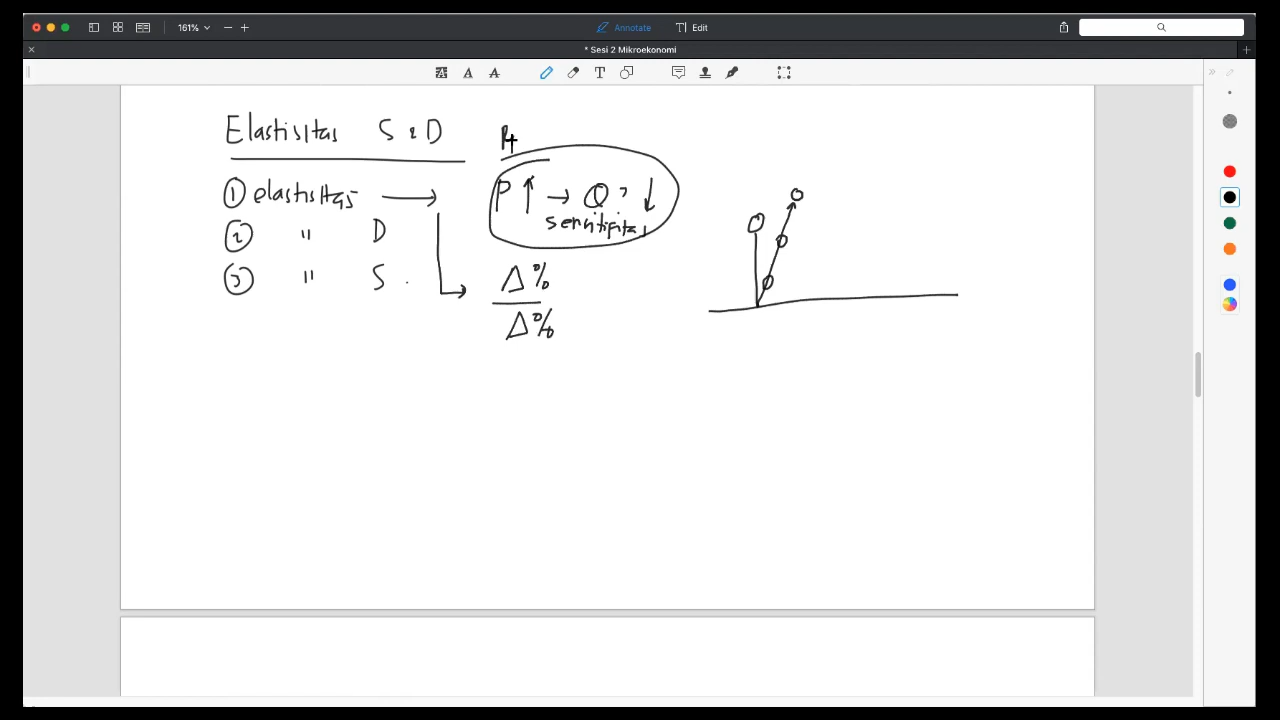 161%
Annotate
Edit
* Sesi 2 Mikroekonomi
Elastisitas S & D
① elastisitas → P ↑ → Q ? ↓
sensitifitas
② " D
③ " S .
Δ%
Δ%